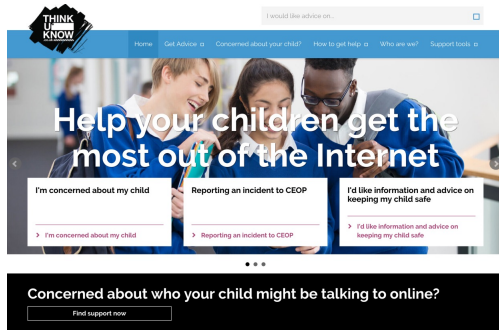 THINK
U
KNOW
I would like advice on...
Home Get Advice Concerned about your child? How to get help Who are we? Support tools
Help your children get the
most out of the Internet
I'm concerned about my child
I'm concerned about my child
Reporting an incident to CEOP
Reporting an incident to CEOP
I'd like information and advice on
keeping my child safe
I'd like information and advice on
keeping my child safe
Concerned about who your child might be talking to online?
Find support now